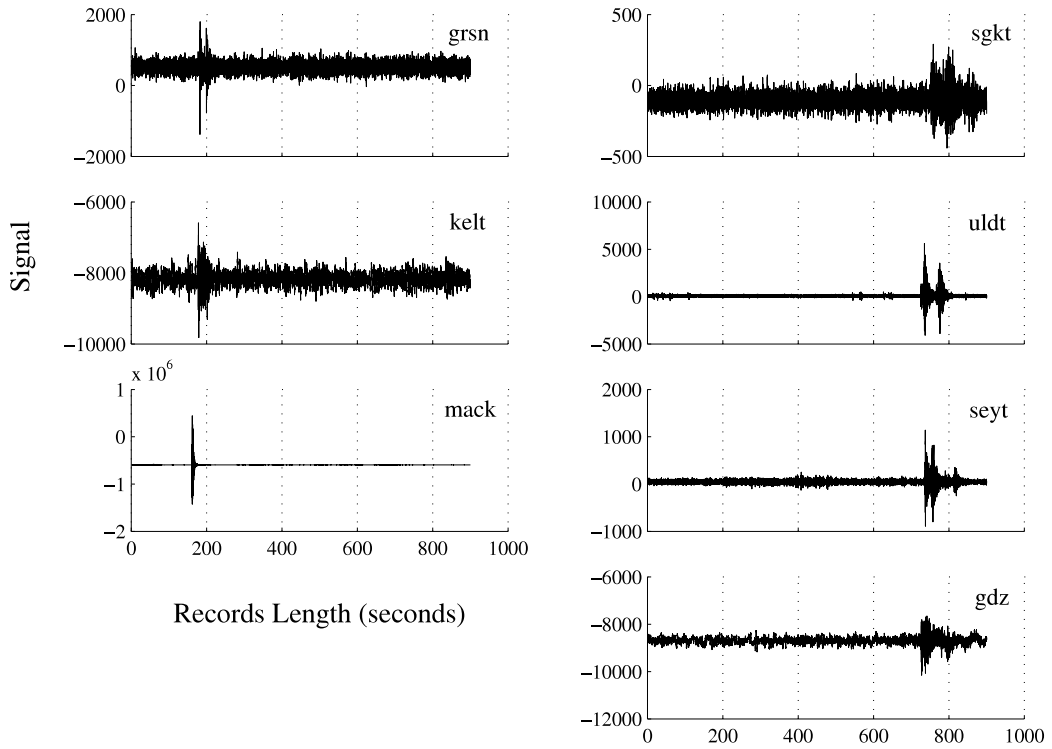 2000
0
−2000
grsn
−6000
−8000
−10000
kelt
x 10^6
1
0
−1
−2
mack
0 200 400 600 800 1000
Signal
Records Length (seconds)
500
0
−500
sgkt
10000
5000
0
−5000
uldt
2000
1000
0
−1000
seyt
−6000
−8000
−10000
−12000
gdz
0 200 400 600 800 1000